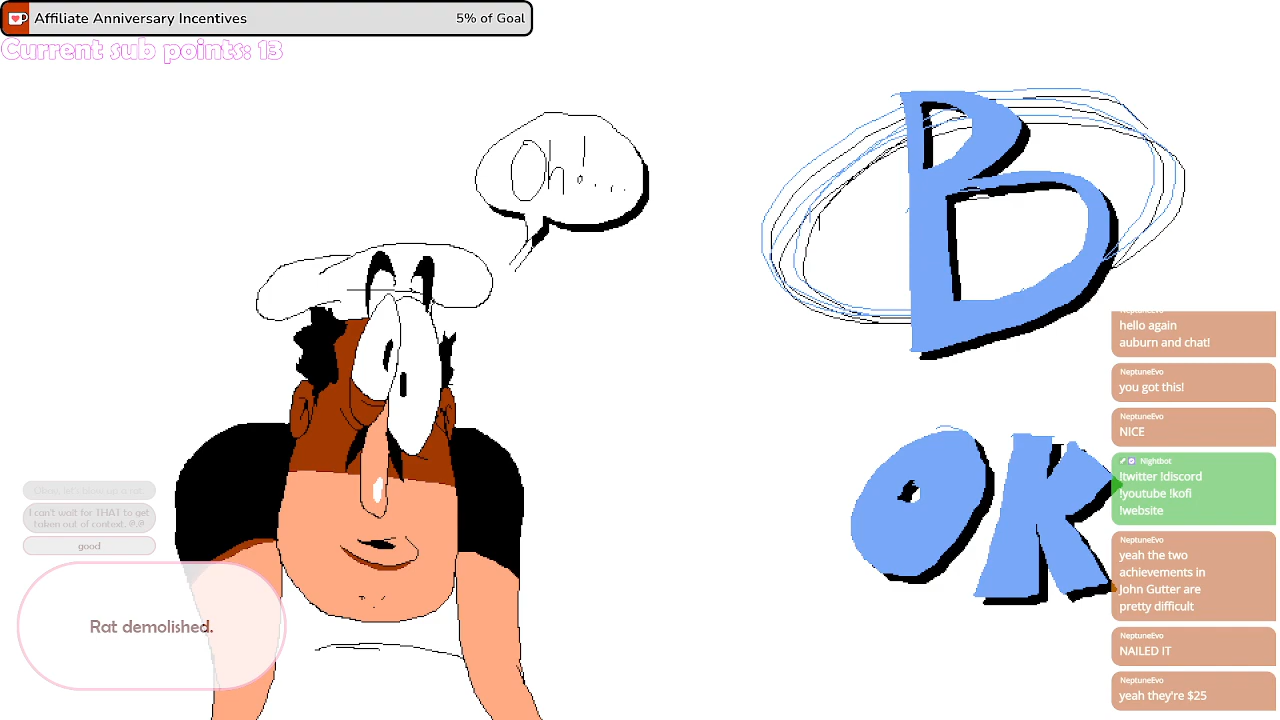 Affiliate Anniversary Incentives 5% of Goal
Current sub points: 13
Oh!...
B
OK
I can't wait for THAT to get
taken out of context. @.@
good
Rat demolished.
NeptuneEvo
hello again
auburn and chat!
NeptuneEvo
you got this!
NeptuneEvo
NICE
Nightbot
!twitter !discord
!youtube !kofi
!website
NeptuneEvo
yeah the two
achievements in
John Gutter are
pretty difficult
NeptuneEvo
NAILED IT
NeptuneEvo
yeah they're $25